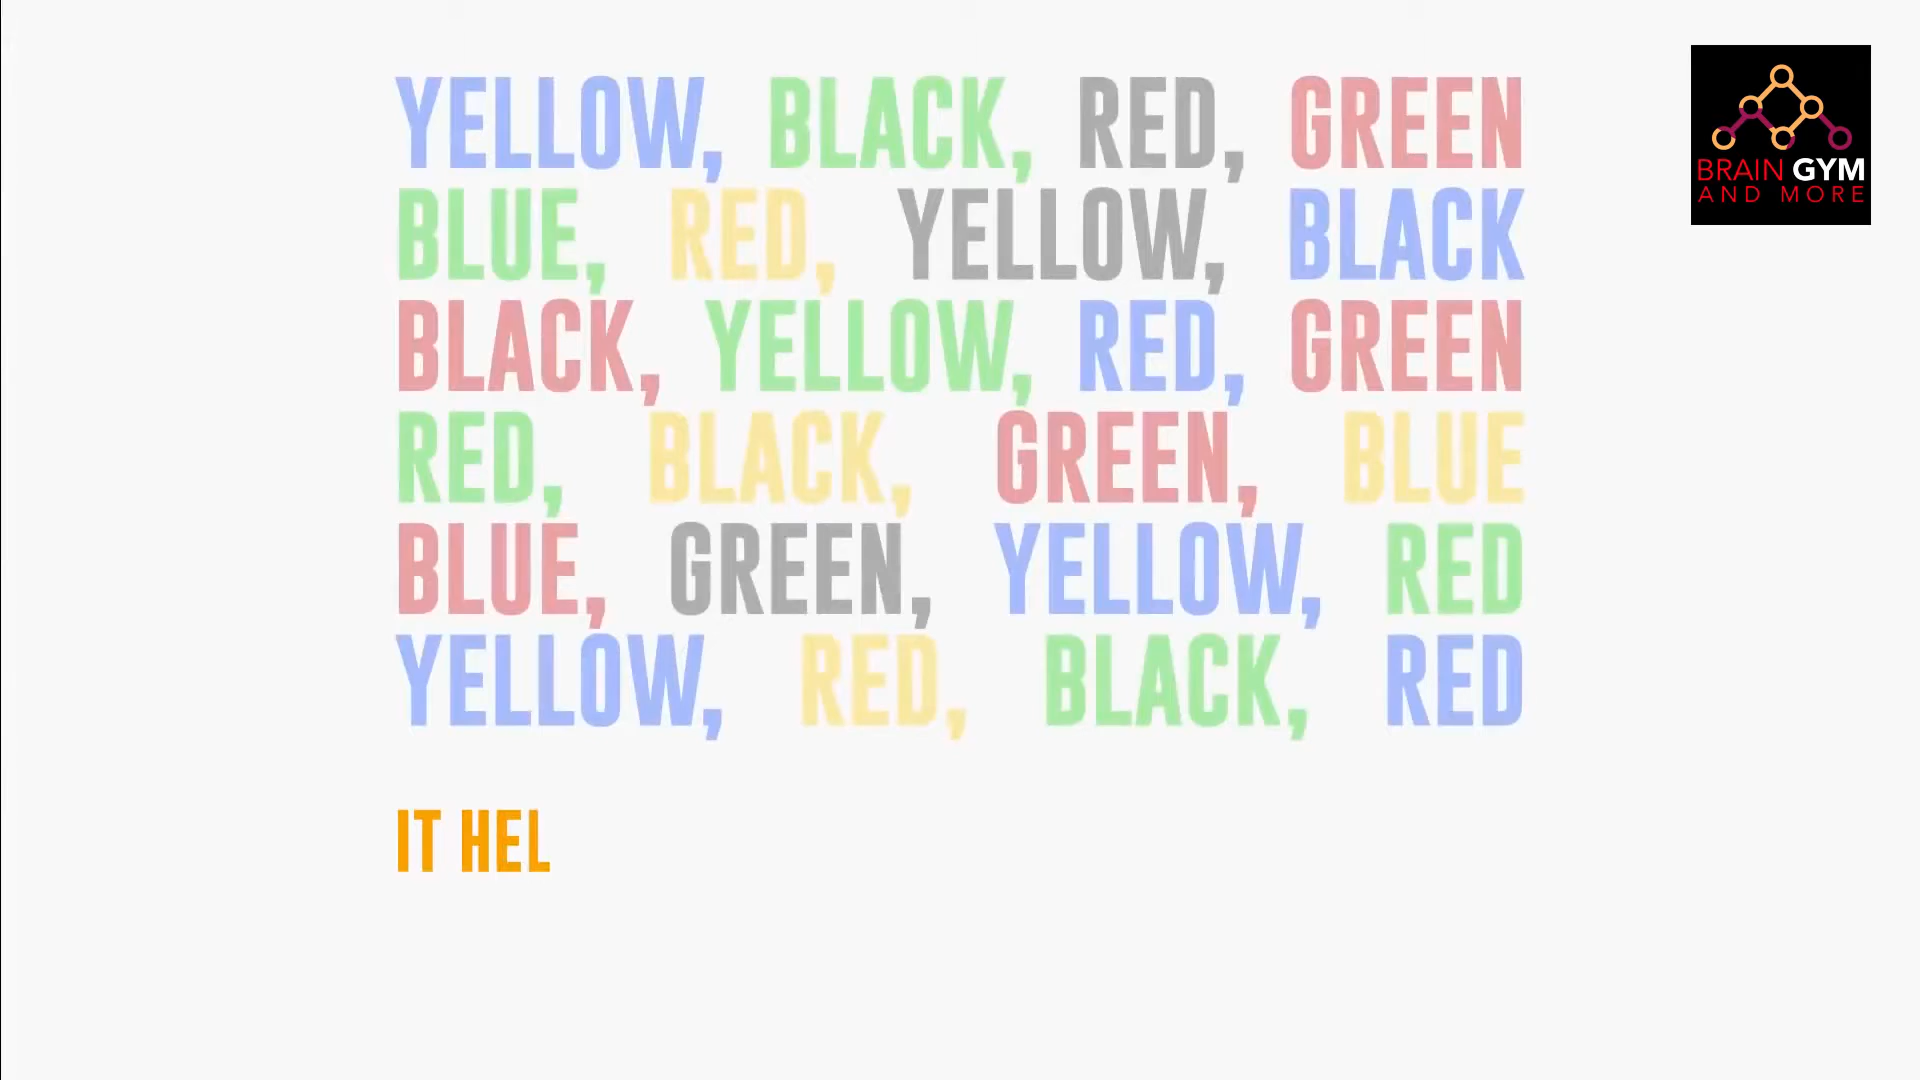 YELLOW, BLACK, RED, GREEN
BLUE, RED, YELLOW, BLACK
BLACK, YELLOW, RED, GREEN
RED, BLACK, GREEN, BLUE
BLUE, GREEN, YELLOW, RED
YELLOW, RED, BLACK, RED
IT HEL
BRAIN GYM
AND MORE